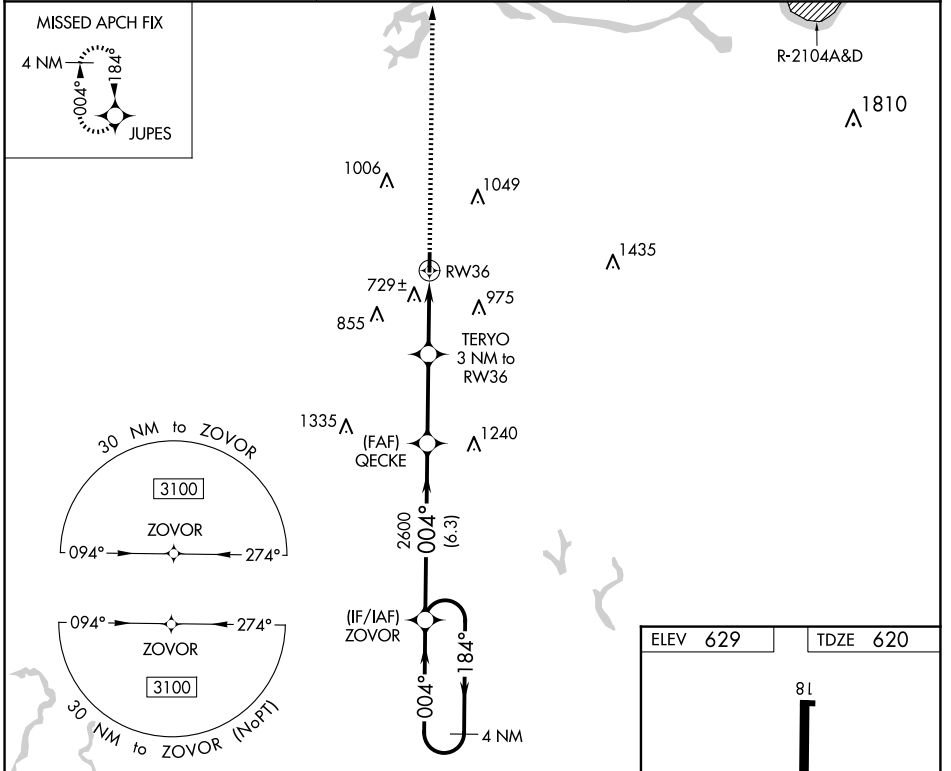 MISSED APCH FIX
4 NM
004°
184°
JUPES
R-2104A&D
1810
1006
1049
1435
RW36
729±
975
855
TERYO
3 NM to
RW36
1335
(FAF)
QECKE
1240
30 NM to ZOVOR
3100
ZOVOR
094°
274°
2600
004°
(6.3)
094°
274°
ZOVOR
3100
30 NM to ZOVOR (NoPT)
(IF/IAF)
ZOVOR
004°
184°
4 NM
ELEV 629
TDZE 620
18